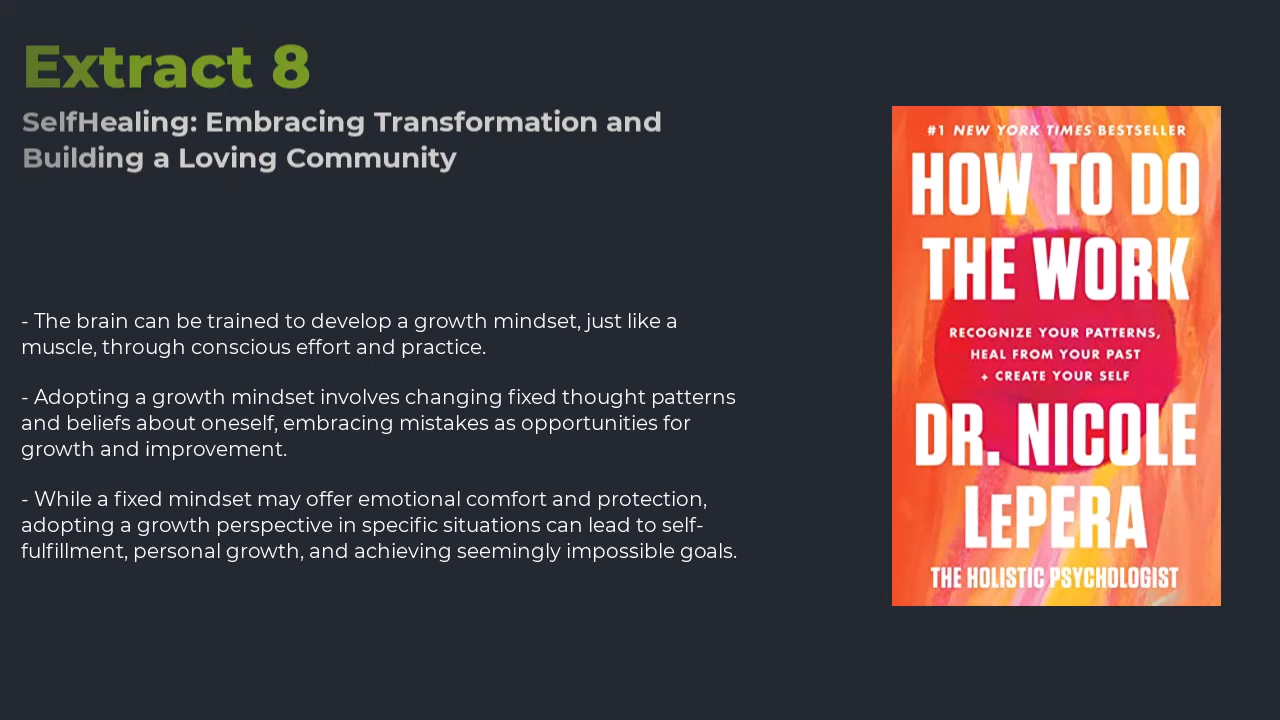 Extract 8
SelfHealing: Embracing Transformation and
Building a Loving Community
- The brain can be trained to develop a growth mindset, just like a
muscle, through conscious effort and practice.
- Adopting a growth mindset involves changing fixed thought patterns
and beliefs about oneself, embracing mistakes as opportunities for
growth and improvement.
- While a fixed mindset may offer emotional comfort and protection,
adopting a growth perspective in specific situations can lead to self-
fulfillment, personal growth, and achieving seemingly impossible goals.
#1 NEW YORK TIMES BESTSELLER
HOW TO DO
THE WORK
RECOGNIZE YOUR PATTERNS,
HEAL FROM YOUR PAST
+ CREATE YOUR SELF
DR. NICOLE
LEPERA
THE HOLISTIC PSYCHOLOGIST